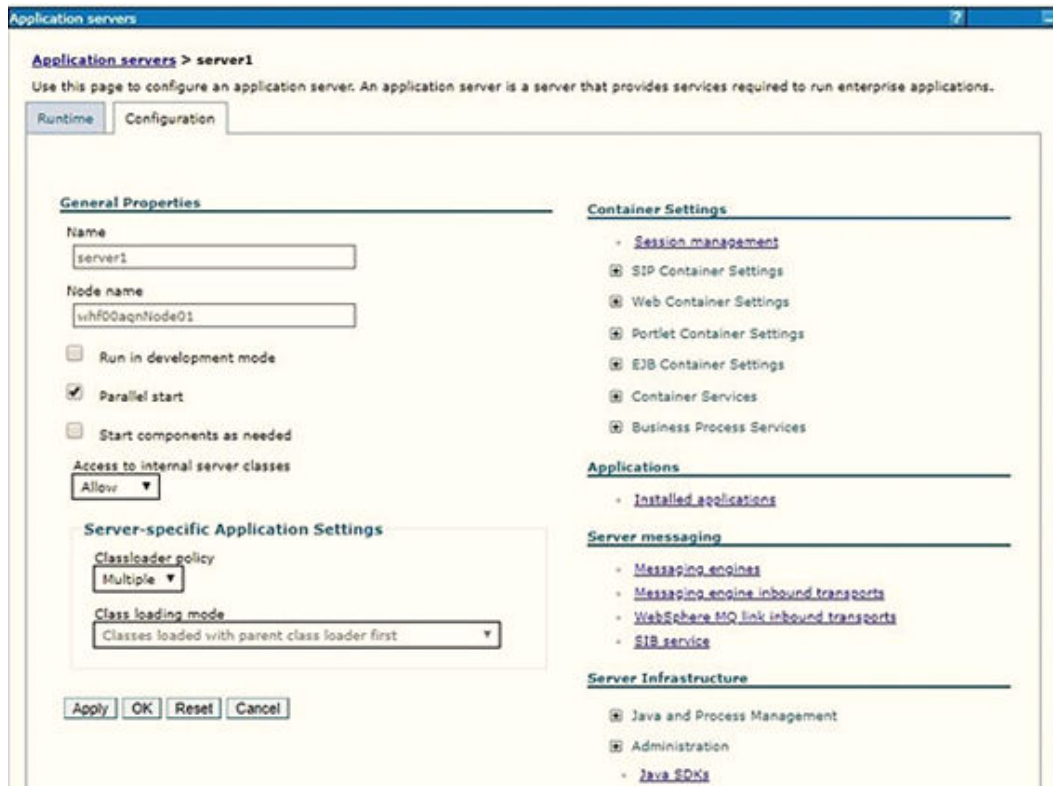 Application servers
?
Application servers > server1
Use this page to configure an application server. An application server is a server that provides services required to run enterprise applications.
Runtime
Configuration
General Properties
Name
server1
Node name
whf00aqnNode01
Run in development mode
Parallel start
Start components as needed
Access to internal server classes
Allow
Server-specific Application Settings
Classloader policy
Multiple
Class loading mode
Classes loaded with parent class loader first
Apply
OK
Reset
Cancel
Container Settings
Session management
SIP Container Settings
Web Container Settings
Portlet Container Settings
EJB Container Settings
Container Services
Business Process Services
Applications
Installed applications
Server messaging
Messaging engines
Messaging engine inbound transports
WebSphere MQ link inbound transports
SIB service
Server Infrastructure
Java and Process Management
Administration
Java SDKs